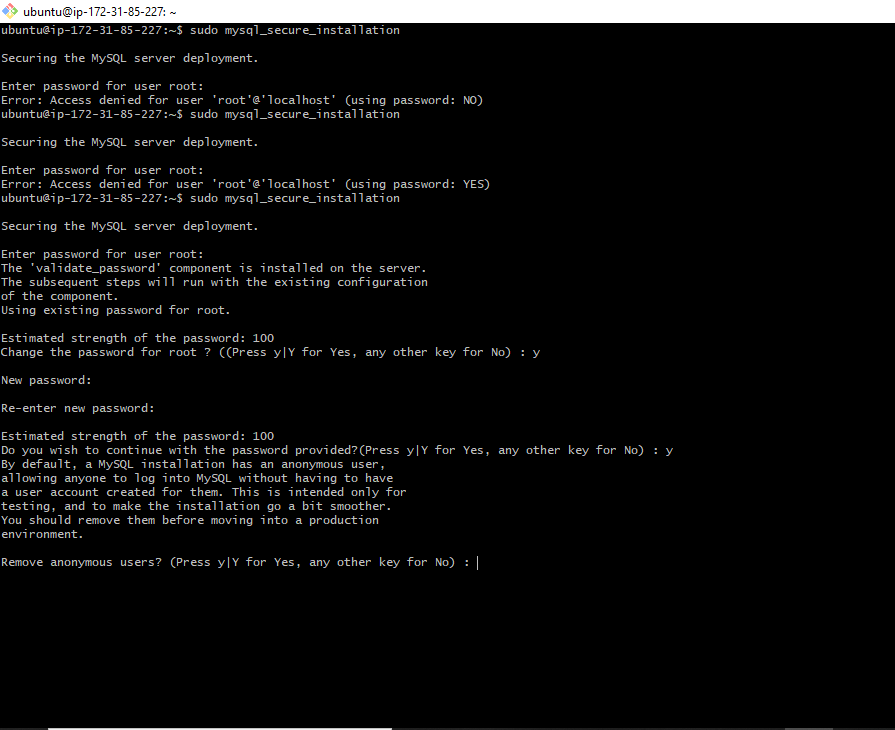 ubuntu@ip-172-31-85-227: ~
ubuntu@ip-172-31-85-227:~$ sudo mysql_secure_installation
Securing the MySQL server deployment.
Enter password for user root:
Error: Access denied for user 'root'@'localhost' (using password: NO)
ubuntu@ip-172-31-85-227:~$ sudo mysql_secure_installation
Securing the MySQL server deployment.
Enter password for user root:
Error: Access denied for user 'root'@'localhost' (using password: YES)
ubuntu@ip-172-31-85-227:~$ sudo mysql_secure_installation
Securing the MySQL server deployment.
Enter password for user root:
The 'validate_password' component is installed on the server.
The subsequent steps will run with the existing configuration
of the component.
Using existing password for root.
Estimated strength of the password: 100
Change the password for root ? ((Press y|Y for Yes, any other key for No) : y
New password:
Re-enter new password:
Estimated strength of the password: 100
Do you wish to continue with the password provided?(Press y|Y for Yes, any other key for No) : y
By default, a MySQL installation has an anonymous user,
allowing anyone to log into MySQL without having to have
a user account created for them. This is intended only for
testing, and to make the installation go a bit smoother.
You should remove them before moving into a production
environment.
Remove anonymous users? (Press y|Y for Yes, any other key for No) :